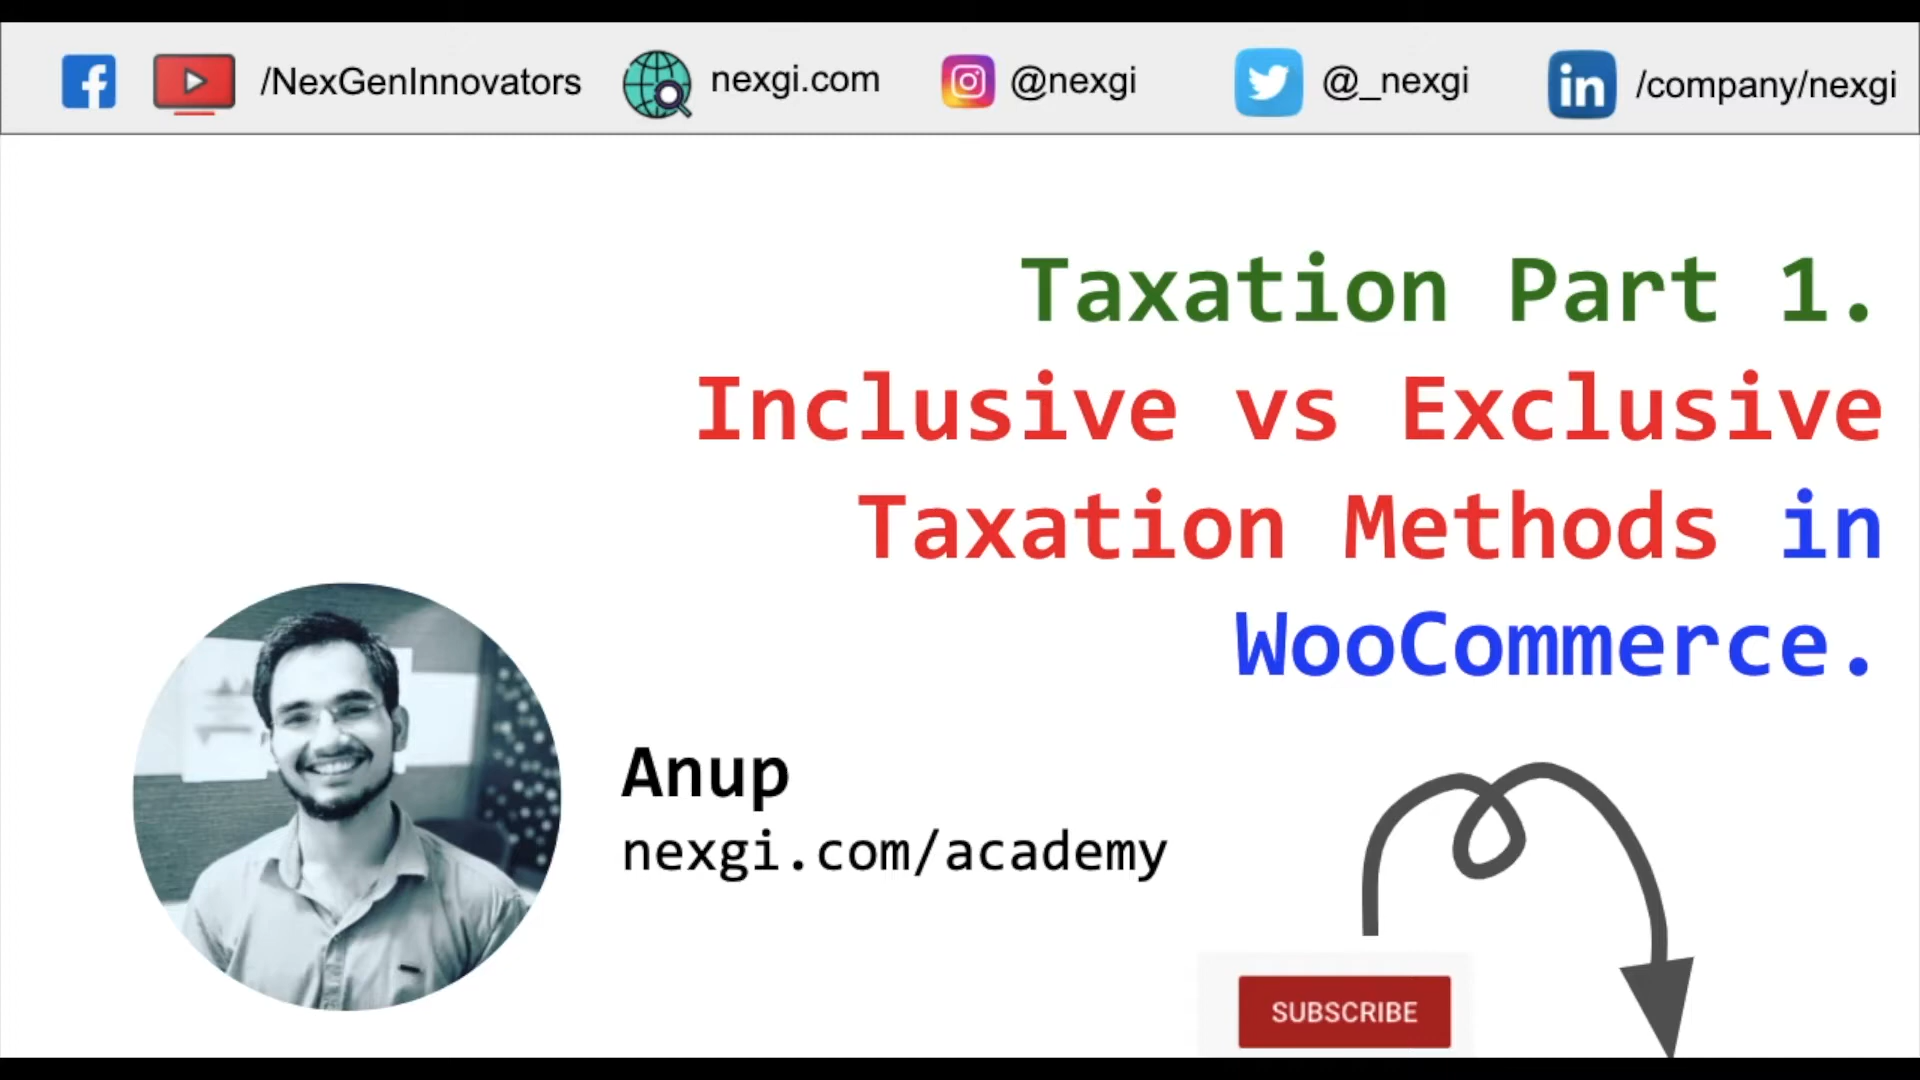 /NexGenInnovators nexgi.com @nexgi @_nexgi /company/nexgi
Taxation Part 1.
Inclusive vs Exclusive
Taxation Methods in
WooCommerce.
Anup
nexgi.com/academy
SUBSCRIBE